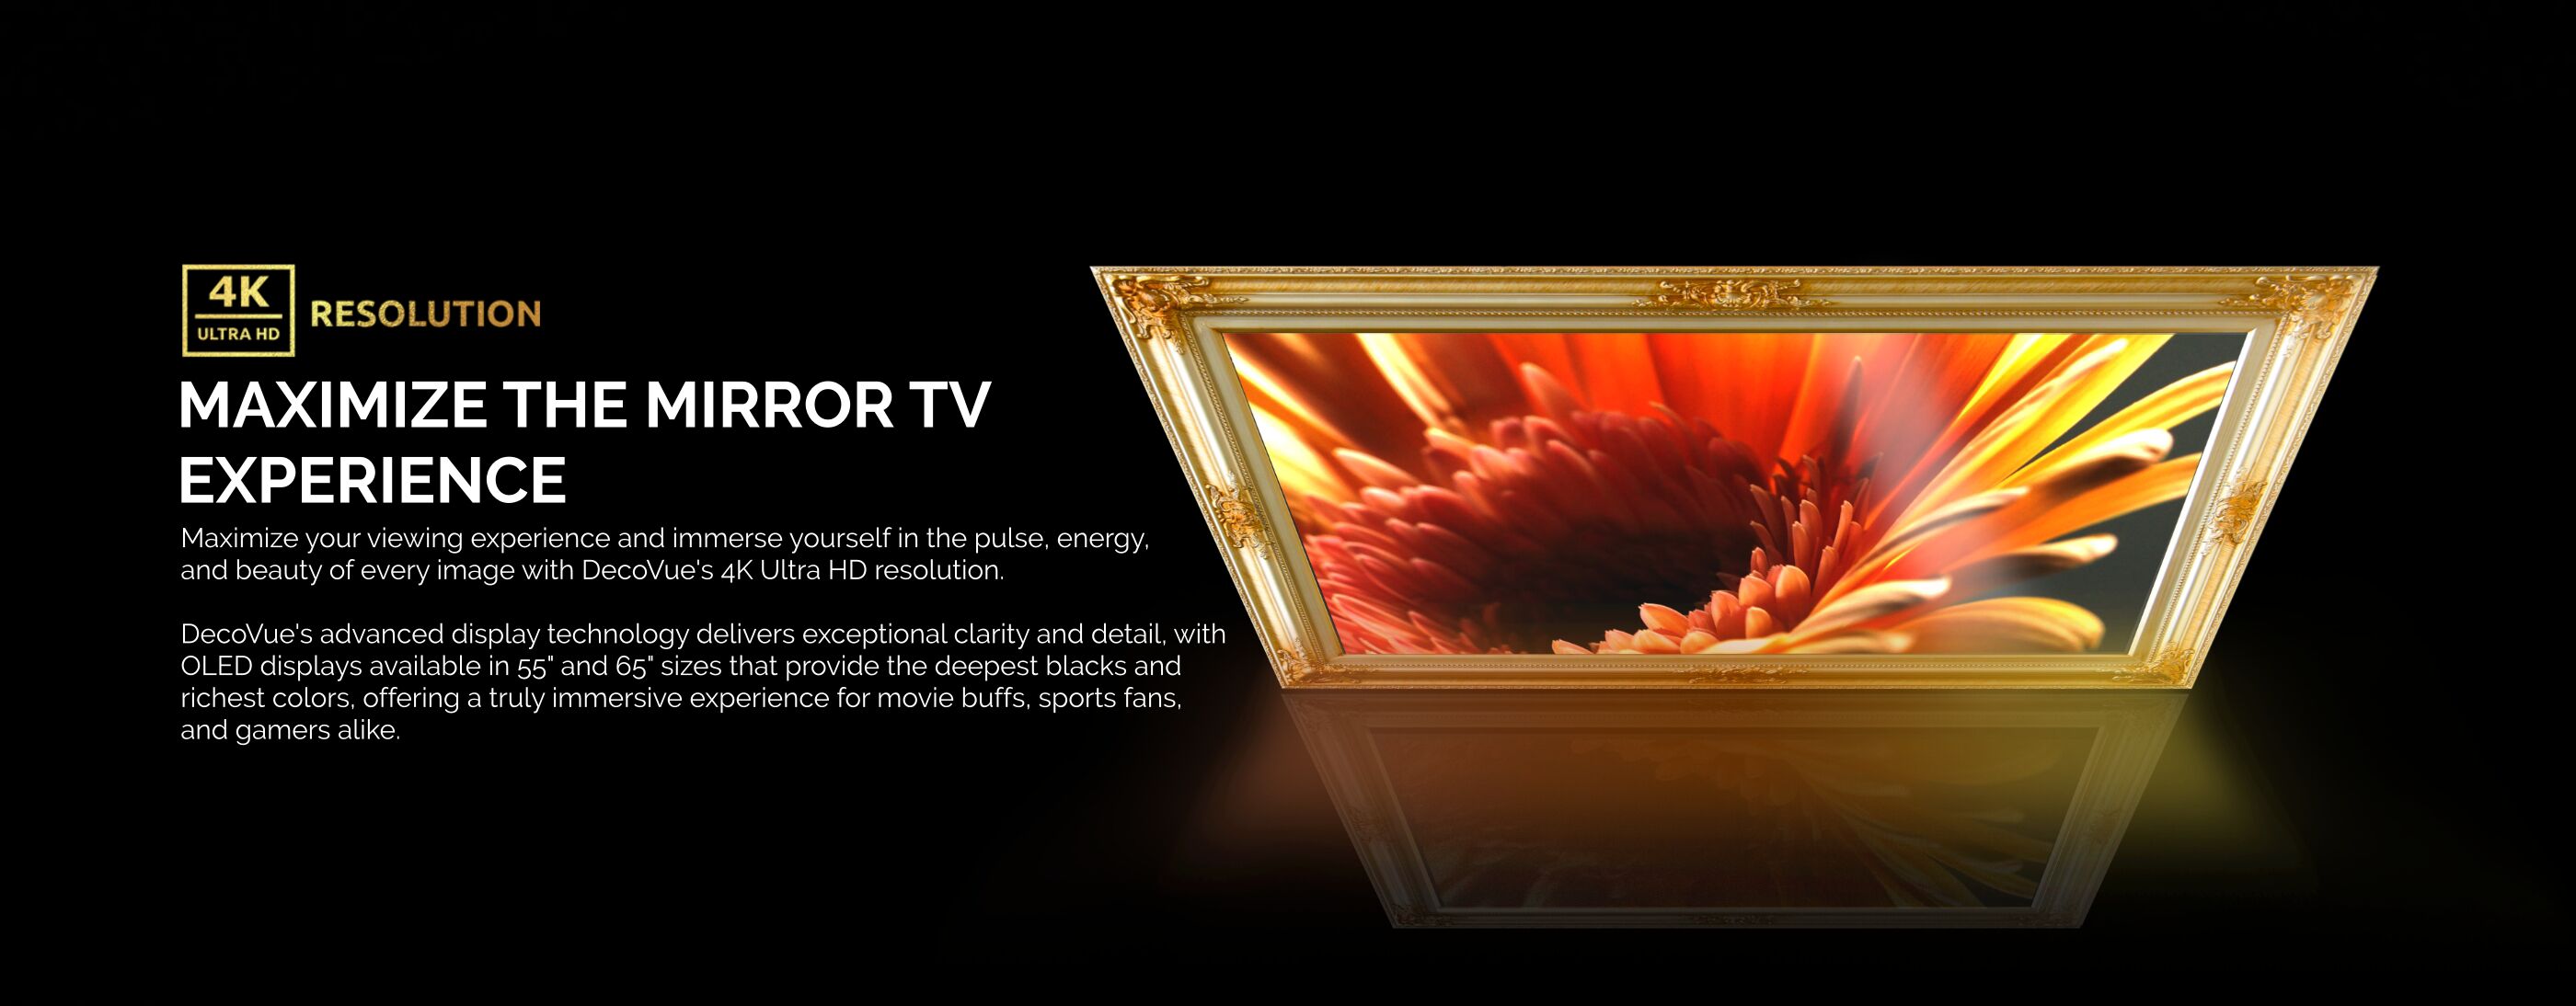 4K
ULTRA HD
RESOLUTION
MAXIMIZE THE MIRROR TV
EXPERIENCE
Maximize your viewing experience and immerse yourself in the pulse, energy,
and beauty of every image with DecoVue's 4K Ultra HD resolution.
DecoVue's advanced display technology delivers exceptional clarity and detail, with
OLED displays available in 55" and 65" sizes that provide the deepest blacks and
richest colors, offering a truly immersive experience for movie buffs, sports fans,
and gamers alike.